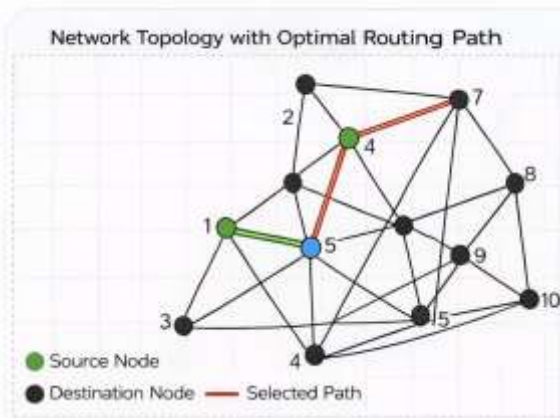 Network Topology with Optimal Routing Path
7
2
4
8
1
5
9
10
3
5
4
Source Node
Destination Node
Selected Path